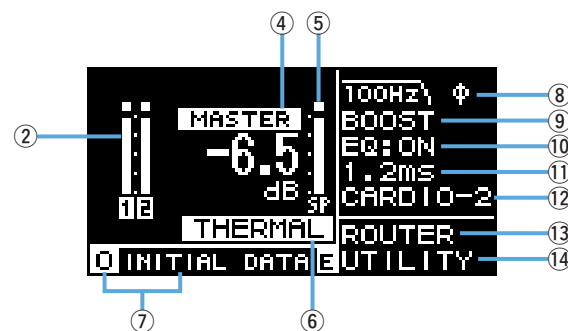 ④ ⑤
② ⑧
⑨
⑩
⑪
⑫
⑬
⑭
MASTER
-6.5
dB
1 2
SP
THERMAL
0 INITIAL DATA E
100Hz Φ
BOOST
EQ:ON
1.2ms
CARDIO-2
ROUTER
UTILITY
⑦ ⑥